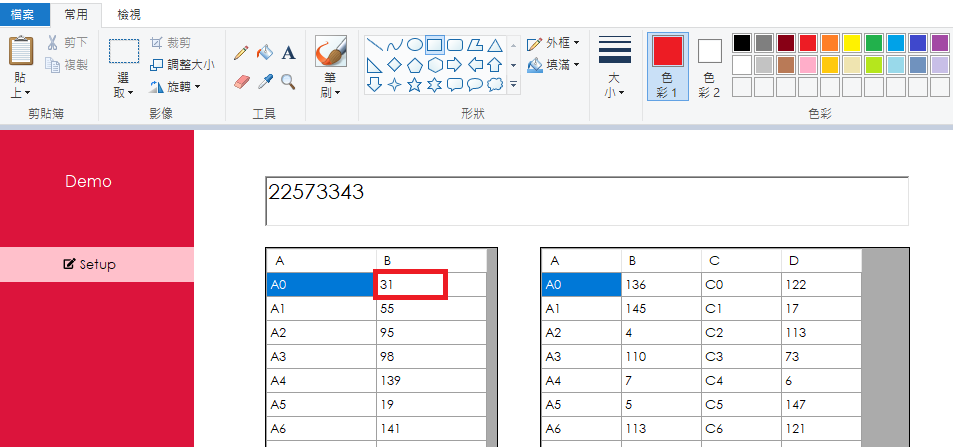 檔案 常用 檢視
貼上 剪下 複製
選取 裁剪 調整大小 旋轉
A
筆刷
外框 填滿
大小
色彩 1 色彩 2
剪貼簿 影像 工具 形狀 色彩
Demo
Setup
22573343
A B
A0 31
A1 55
A2 95
A3 98
A4 139
A5 19
A6 141
A B C D
A0 136 C0 122
A1 145 C1 17
A2 4 C2 113
A3 110 C3 73
A4 7 C4 6
A5 5 C5 147
A6 113 C6 121